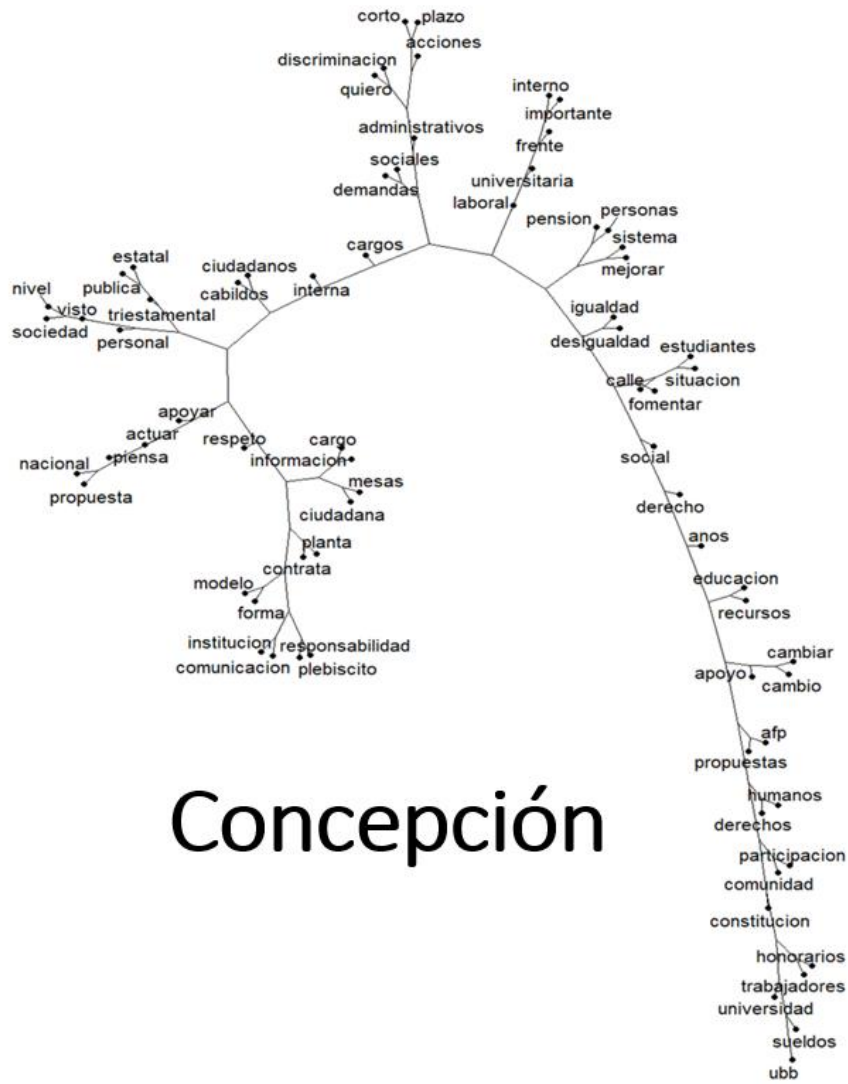 corto plazo
acciones
discriminacion
quiero
interno
importante
administrativos
frente
sociales
universitaria
demandas
laboral
personas
pension
sistema
cargos
mejorar
estatal
ciudadanos
publica
cabildos
interna
nivel
visto
triestamental
sociedad
personal
igualdad
desigualdad
estudiantes
calle
situacion
fomentar
apoyar
actuar
respeto
cargo
nacional
piensa
informacion
social
propuesta
mesas
ciudadana
derecho
anos
planta
contrata
modelo
educacion
forma
recursos
institucion
responsabilidad
comunicacion
plebiscito
cambiar
apoyo
cambio
afp
propuestas
Concepción
humanos
derechos
participacion
comunidad
constitucion
honorarios
trabajadores
universidad
sueldos
ubb